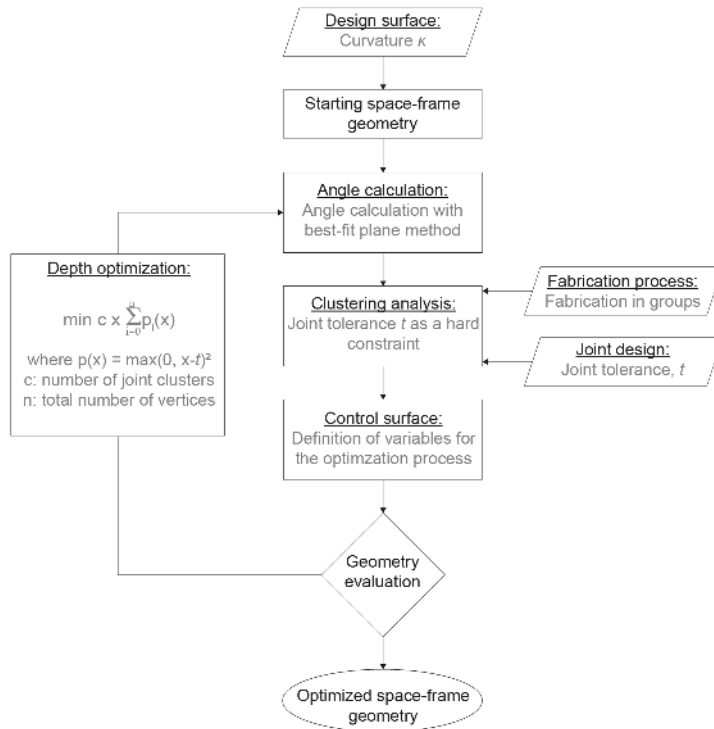 Design surface:
Curvature κ
Starting space-frame
geometry
Angle calculation:
Angle calculation with
best-fit plane method
Depth optimization:
min c x ∑ᵢ₌₀ⁿ pᵢ(x)
where p(x) = max(0, x-t)²
c: number of joint clusters
n: total number of vertices
Clustering analysis:
Joint tolerance t as a hard
constraint
Fabrication process:
Fabrication in groups
Joint design:
Joint tolerance, t
Control surface:
Definition of variables for
the optimzation process
Geometry
evaluation
Optimized space-frame
geometry